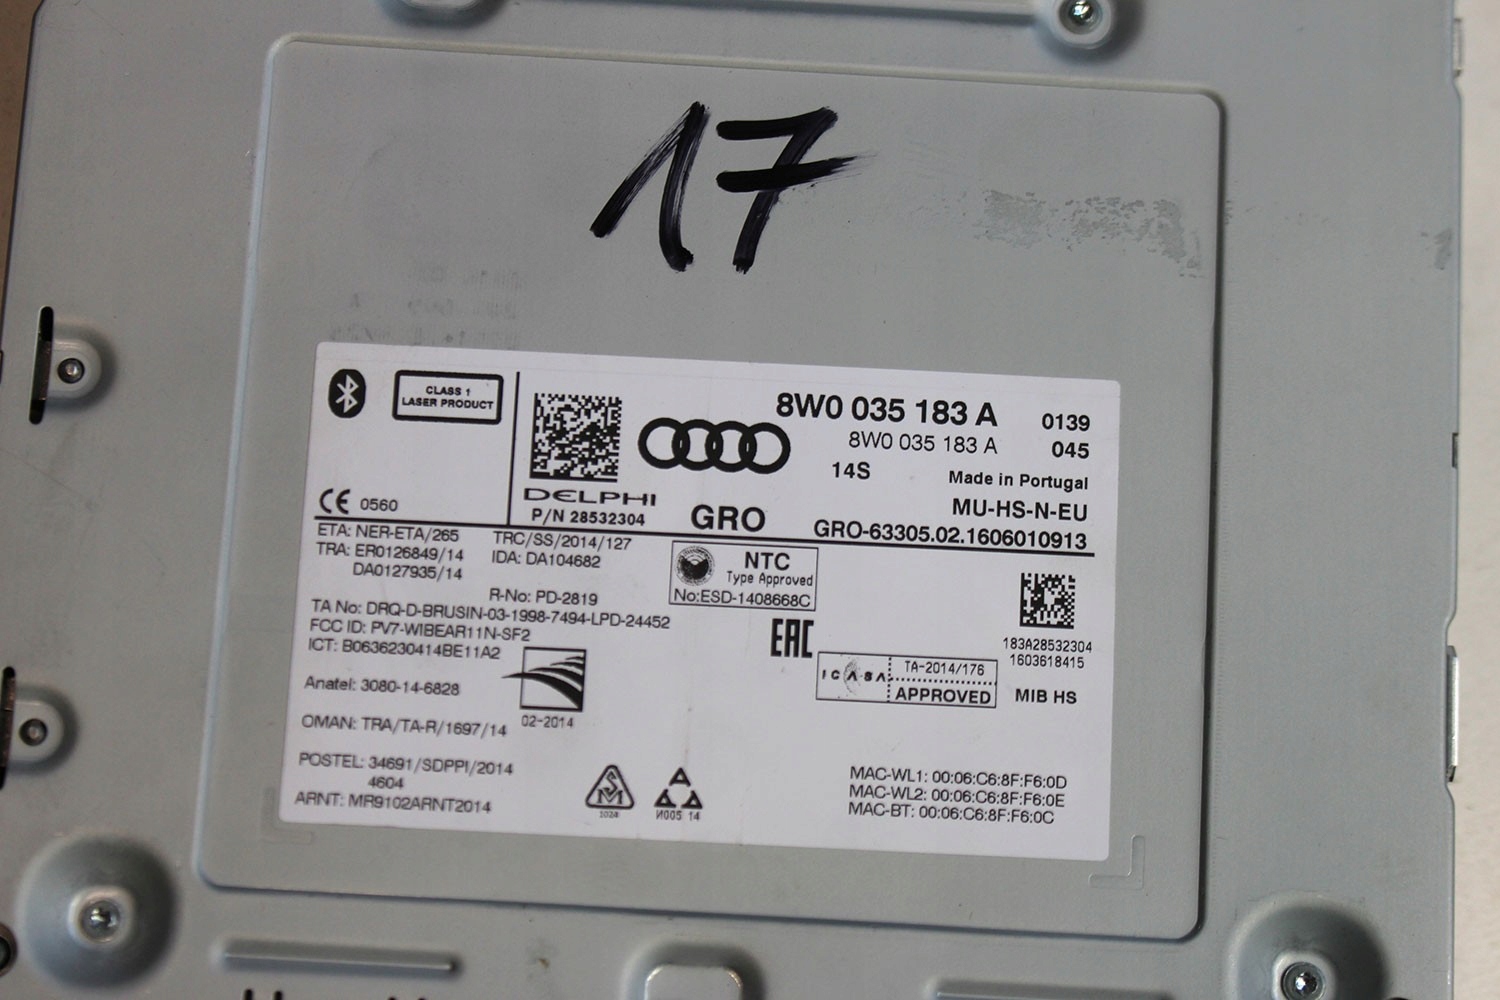 17
CLASS 1
LASER PRODUCT
8W0 035 183 A 0139
8W0 035 183 A 045
14S Made in Portugal
MU-HS-N-EU
GRO-63305.02.1606010913
GRO
DELPHI
P/N 28532304
CE 0560
ETA: NER-ETA/265
TRA: ER0126849/14
DA0127935/14
TRC/SS/2014/127
IDA: DA104682
R-No: PD-2819
NTC
Type Approved
No:ESD-1408668C
TA No: DRQ-D-BRUSIN-03-1998-7494-LPD-24452
FCC ID: PV7-WIBEAR11N-SF2
ICT: B0636230414BE11A2
EAC
183A28532304
1603618415
Anatel: 3080-14-6828
02-2014
ICASA TA-2014/176
APPROVED
MIB HS
OMAN: TRA/TA-R/1697/14
POSTEL: 34691/SDPPI/2014
4604
ARNT: MR9102ARNT2014
SM
1024
И005 14
MAC-WL1: 00:06:C6:8F:F6:0D
MAC-WL2: 00:06:C6:8F:F6:0E
MAC-BT: 00:06:C6:8F:F6:0C